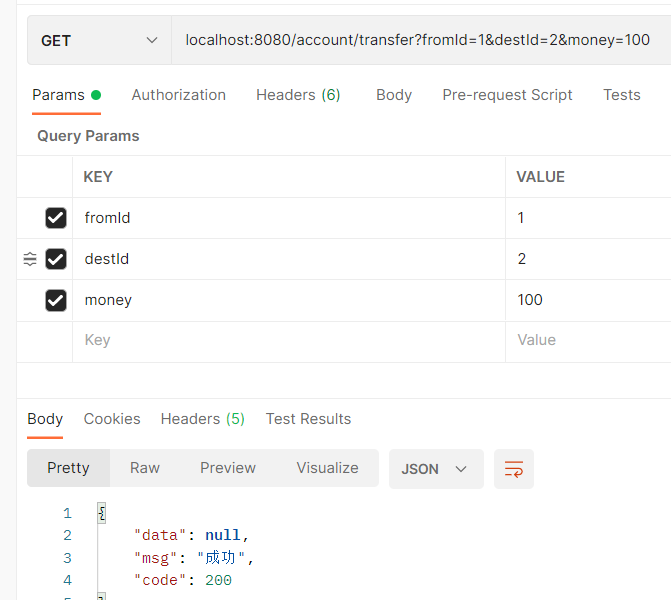 GET localhost:8080/account/transfer?fromId=1&destId=2&money=100
Params Authorization Headers (6) Body Pre-request Script Tests
Query Params
KEY VALUE
fromId 1
destId 2
money 100
Key Value
Body Cookies Headers (5) Test Results
Pretty Raw Preview Visualize JSON
1 {
2 "data": null,
3 "msg": "成功",
4 "code": 200
5 }